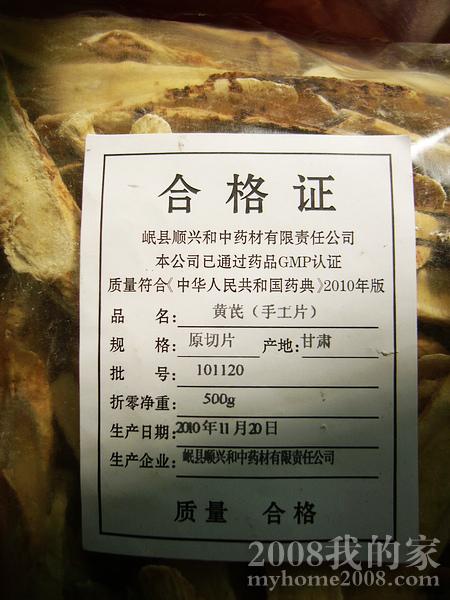 合格证
岷县顺兴和中药材有限责任公司
本公司已通过药品GMP认证
质量符合《中华人民共和国药典》2010年版
品 名: 黄芪（手工片）
规 格: 原切片 产地: 甘肃
批 号: 101120
折零净重: 500g
生产日期: 2010年11月20日
生产企业: 岷县顺兴和中药材有限责任公司
质量 合格
2008我的家
myhome2008.com